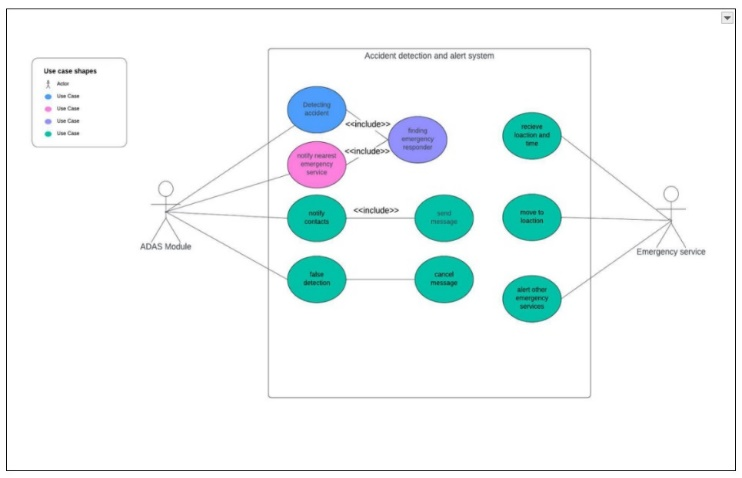 Accident detection and alert system
Use case shapes
Actor
Use Case
Use Case
Use Case
Use Case
Detecting
accident
<<include>>
finding
emergency
responder
<<include>>
notify nearest
emergency
service
recieve
loaction and
time
notify
contacts
<<include>>
send
message
move to
loaction
ADAS Module
Emergency service
false
detection
cancel
message
alert other
emergency
services